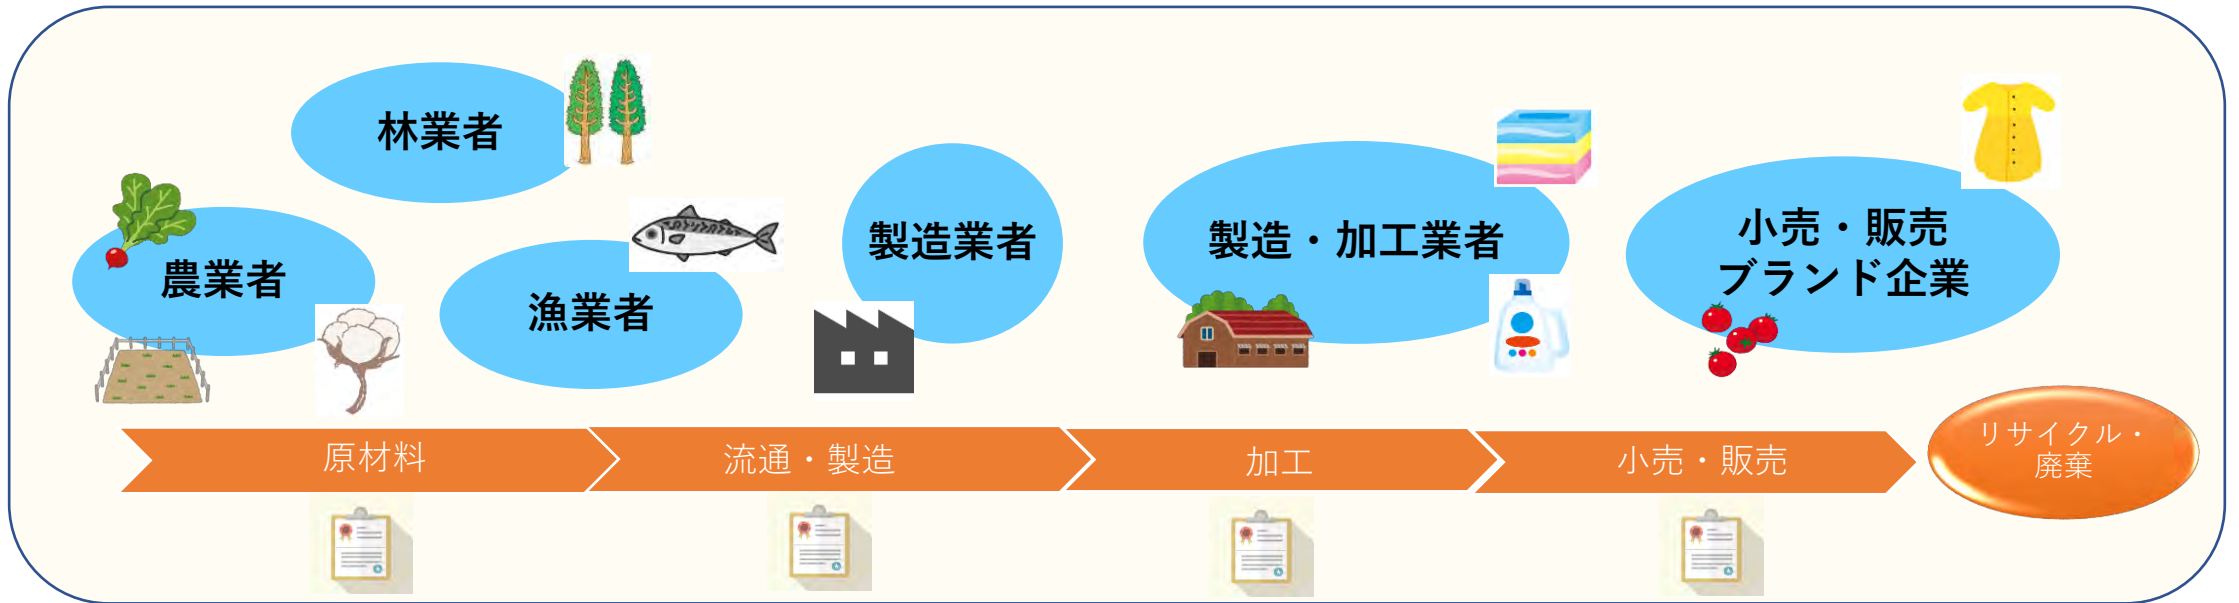 林業者
農業者
漁業者
製造業者
製造・加工業者
小売・販売
ブランド企業
原材料
流通・製造
加工
小売・販売
リサイクル・
廃棄